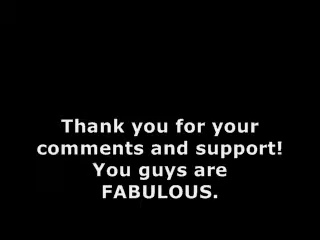 Thank you for your
comments and support!
You guys are
FABULOUS.